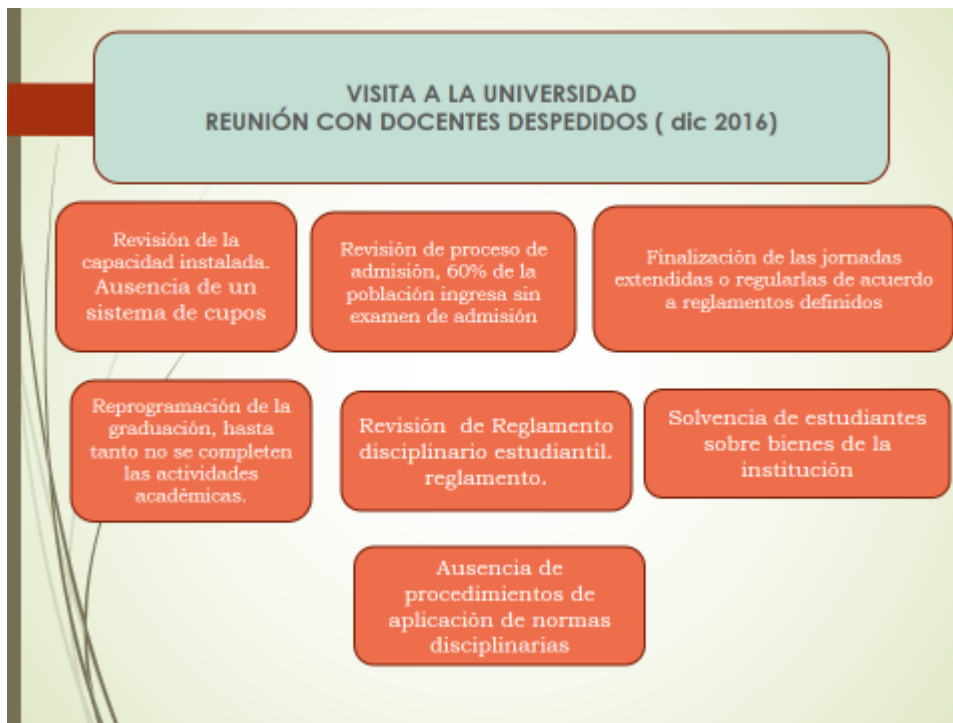 VISITA A LA UNIVERSIDAD
REUNIÓN CON DOCENTES DESPEDIDOS ( dic 2016)
Revisión de la
capacidad instalada.
Ausencia de un
sistema de cupos
Revisión de proceso de
admisión, 60% de la
población ingresa sin
examen de admisión
Finalización de las jornadas
extendidas o regularlas de acuerdo
a reglamentos definidos
Reprogramación de la
graduación, hasta
tanto no se completen
las actividades
académicas.
Revisión de Reglamento
disciplinario estudiantil.
reglamento.
Solvencia de estudiantes
sobre bienes de la
institución
Ausencia de
procedimientos de
aplicación de normas
disciplinarias